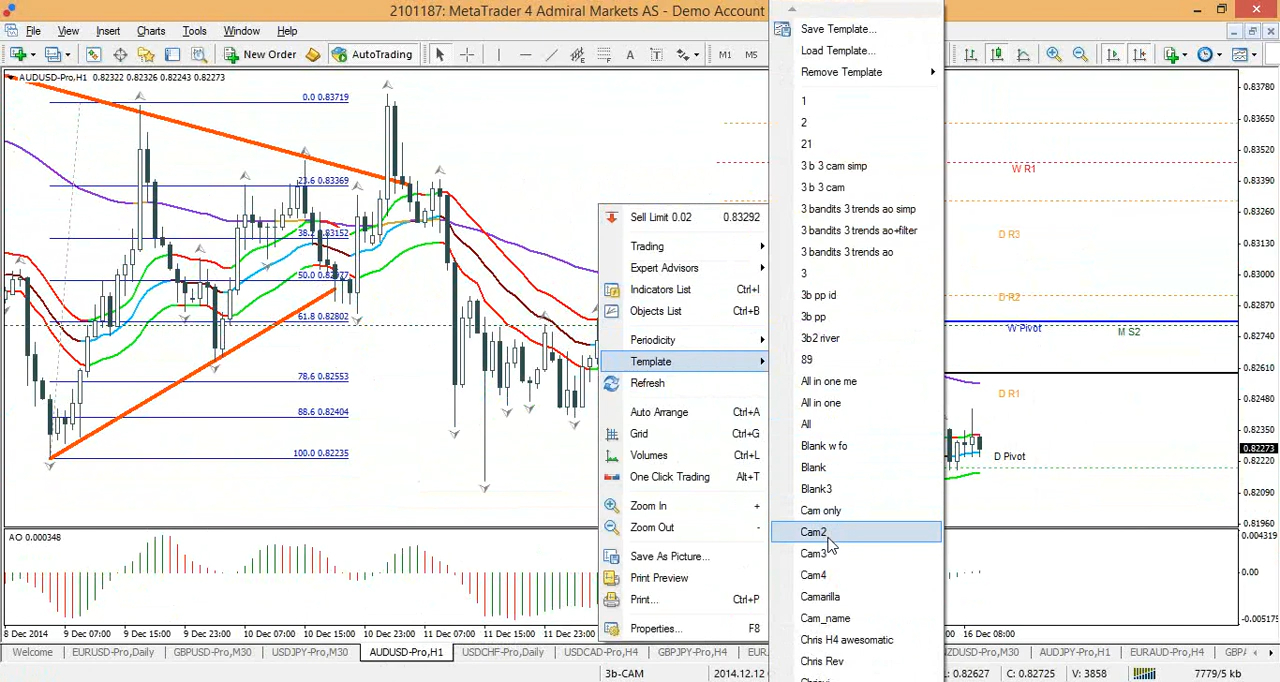 2101187: MetaTrader 4 Admiral Markets AS - Demo Account
File View Insert Charts Tools Window Help
New Order AutoTrading A T M1 M5
AUDUSD-Pro,H1 0.82322 0.82326 0.82243 0.82273
0.0 0.83719
23.6 0.83369
38.2 0.83152
50.0 0.82977
61.8 0.82802
78.6 0.82553
88.6 0.82404
100.0 0.82235
Sell Limit 0.02 0.83292
Trading
Expert Advisors
Indicators List Ctrl+I
Objects List Ctrl+B
Periodicity
Template
Refresh
Auto Arrange Ctrl+A
Grid Ctrl+G
Volumes Ctrl+L
One Click Trading Alt+T
Zoom In +
Zoom Out -
Save As Picture...
Print Preview
Print... Ctrl+P
Properties... F8
Save Template...
Load Template...
Remove Template
1
2
21
3 b 3 cam simp
3 b 3 cam
3 bandits 3 trends ao simp
3 bandits 3 trends ao+filter
3 bandits 3 trends ao
3
3b pp id
3b pp
3b2 river
89
All in one me
All in one
All
Blank w fo
Blank
Blank3
Cam only
Cam2
Cam3
Cam4
Camarilla
Cam_name
Chris H4 awesomatic
Chris Rev
W R1
D R3
D R2
W Pivot M S2
D R1
D Pivot
0.83780
0.83650
0.83520
0.83390
0.83260
0.83130
0.83000
0.82870
0.82740
0.82610
0.82480
0.82350
0.82273
0.82220
0.82090
0.81960
AO 0.000348
0.004319
0.00
-0.005175
8 Dec 2014 9 Dec 07:00 9 Dec 15:00 9 Dec 23:00 10 Dec 07:00 10 Dec 15:00 10 Dec 23:00 11 Dec 07:00 11 Dec 15:00 11 Dec 23:00 16 Dec 08:00
Welcome EURUSD-Pro,Daily GBPUSD-Pro,M30 USDJPY-Pro,M30 AUDUSD-Pro,H1 USDCHF-Pro,Daily USDCAD-Pro,H4 GBPJPY-Pro,H4 NZDUSD-Pro,M30 AUDJPY-Pro,H1 EURAUD-Pro,H4
3b-CAM 2014.12.12 L: 0.82627 C: 0.82725 V: 3858 7779/5 kb